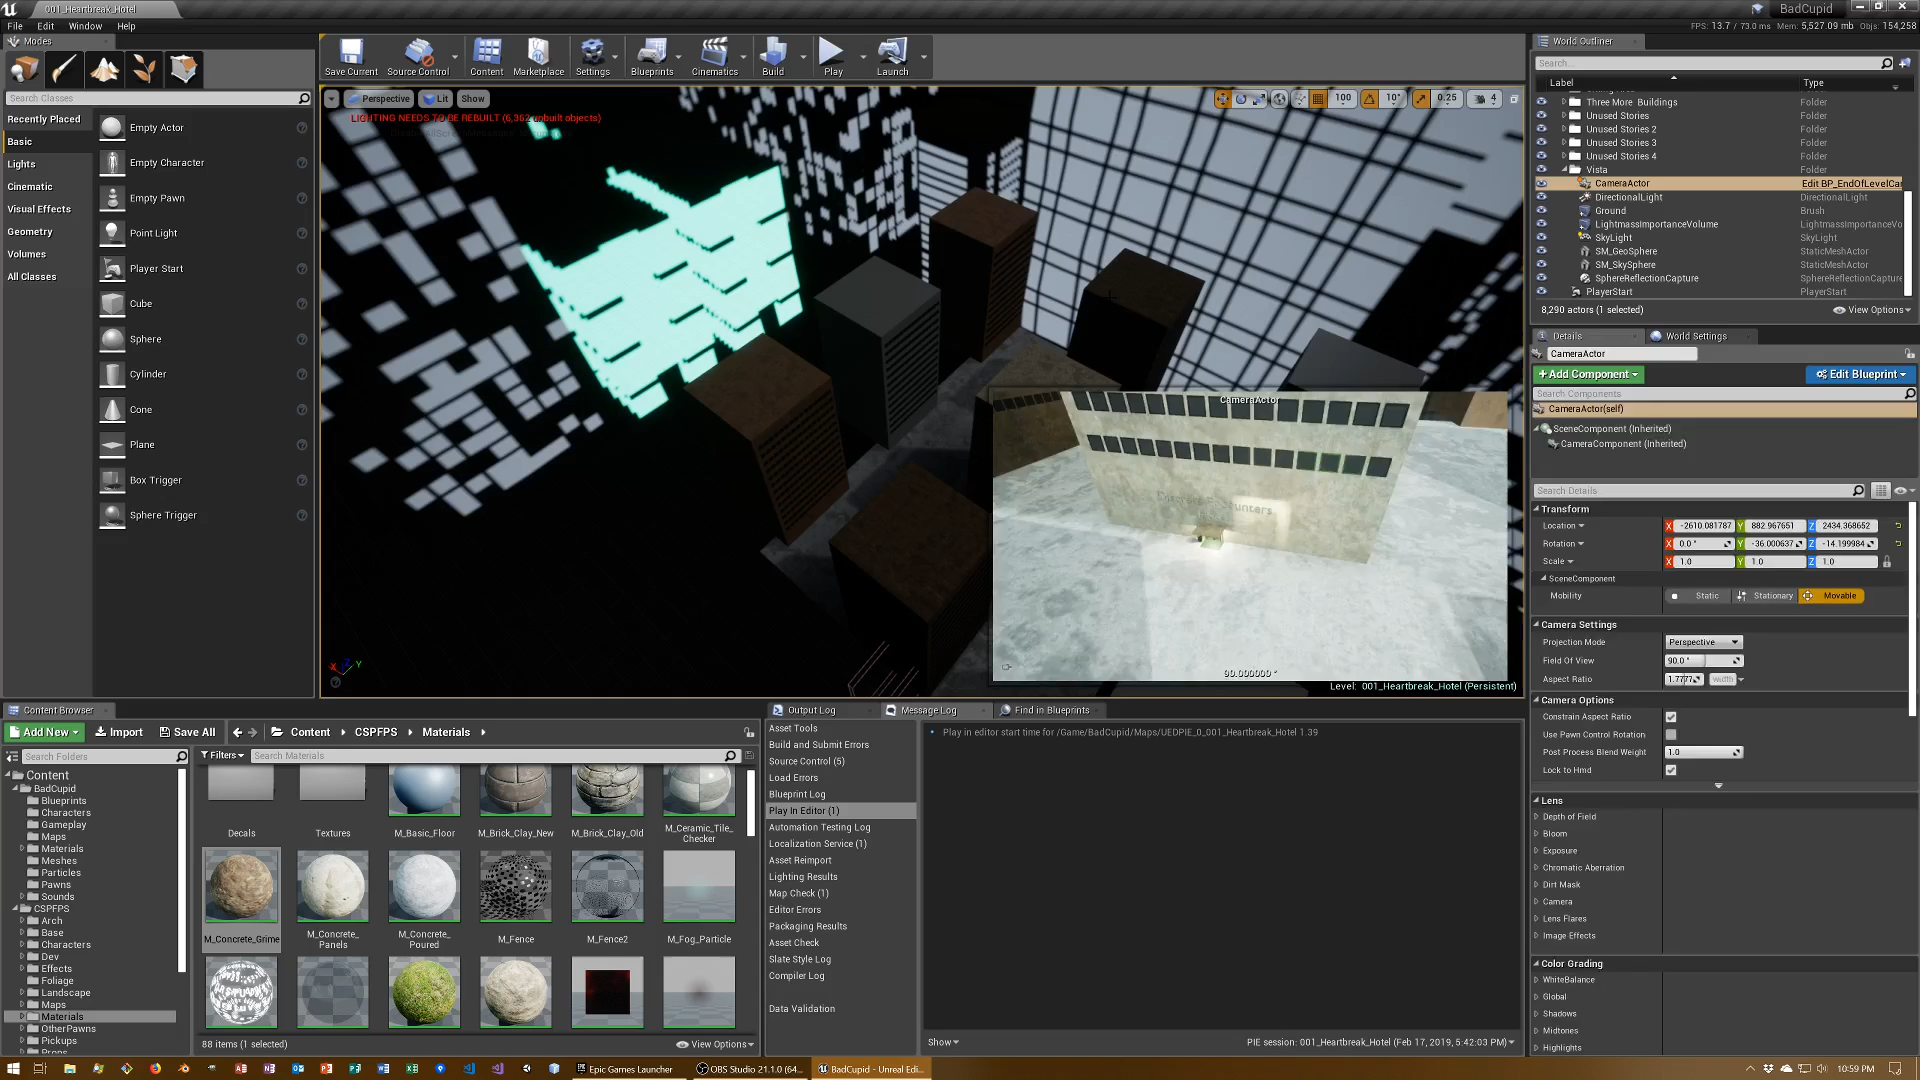 001_Heartbreak_Hotel
BadCupid
File Edit Window Help
FPS: 13.7 / 73.0 ms Mem: 5,527.09 mb Objs: 154,258
Modes
Search Classes
Recently Placed
Basic
Lights
Cinematic
Visual Effects
Geometry
Volumes
All Classes
Empty Actor
Empty Character
Empty Pawn
Point Light
Player Start
Cube
Sphere
Cylinder
Cone
Plane
Box Trigger
Sphere Trigger
Save Current Source Control Content Marketplace Settings Blueprints Cinematics Build Play Launch
Perspective Lit Show
100 10° 0.25 4
LIGHTING NEEDS TO BE REBUILT (6,362 unbuilt objects)
CameraActor
90.000000 °
Level: 001_Heartbreak_Hotel (Persistent)
World Outliner
Search...
Label Type
Three More Buildings Folder
Unused Stories Folder
Unused Stories 2 Folder
Unused Stories 3 Folder
Unused Stories 4 Folder
Vista Folder
CameraActor Edit BP_EndOfLevelCa
DirectionalLight DirectionalLight
Ground Brush
LightmassImportanceVolume LightmassImportanceVo
SkyLight SkyLight
SM_GeoSphere StaticMeshActor
SM_SkySphere StaticMeshActor
SphereReflectionCapture SphereReflectionCapture
PlayerStart PlayerStart
8,290 actors (1 selected)
View Options
Details World Settings
CameraActor
+Add Component
Edit Blueprint
Search Components
CameraActor(self)
SceneComponent (Inherited)
CameraComponent (Inherited)
Search Details
Transform
Location X -2610.081787 Y 882.967651 Z 2434.368652
Rotation X 0.0 ° Y -36.000637 Z -14.199984
Scale X 1.0 Y 1.0 Z 1.0
SceneComponent
Mobility Static Stationary Movable
Camera Settings
Projection Mode Perspective
Field Of View 90.0 °
Aspect Ratio 1.7777 width
Camera Options
Constrain Aspect Ratio
Use Pawn Control Rotation
Post Process Blend Weight 1.0
Lock to Hmd
Lens
Depth of Field
Bloom
Exposure
Chromatic Aberration
Dirt Mask
Camera
Lens Flares
Image Effects
Color Grading
WhiteBalance
Global
Shadows
Midtones
Highlights
Content Browser
Add New Import Save All Content CSPFPS Materials
Search Folders
Content
BadCupid
Blueprints
Characters
Gameplay
Maps
Materials
Meshes
Particles
Pawns
Sounds
CSPFPS
Arch
Base
Characters
Dev
Effects
Foliage
Landscape
Maps
Materials
OtherPawns
Pickups
Props
Filters Search Materials
Decals Textures M_Basic_Floor M_Brick_Clay_New M_Brick_Clay_Old M_Ceramic_Tile_
Checker
M_Concrete_Grime M_Concrete_
Panels M_Concrete_
Poured M_Fence M_Fence2 M_Fog_Particle
88 items (1 selected)
View Options
Output Log Message Log Find in Blueprints
Asset Tools
Build and Submit Errors
Source Control (5)
Load Errors
Blueprint Log
Play In Editor (1)
Automation Testing Log
Localization Service (1)
Asset Reimport
Lighting Results
Map Check (1)
Editor Errors
Packaging Results
Asset Check
Slate Style Log
Compiler Log
Data Validation
Play in editor start time for /Game/BadCupid/Maps/UEDPIE_0_001_Heartbreak_Hotel 1.39
Show
PIE session: 001_Heartbreak_Hotel (Feb 17, 2019, 5:42:03 PM)
Epic Games Launcher
OBS Studio 21.1.0 (64...
BadCupid - Unreal Edi...
10:59 PM